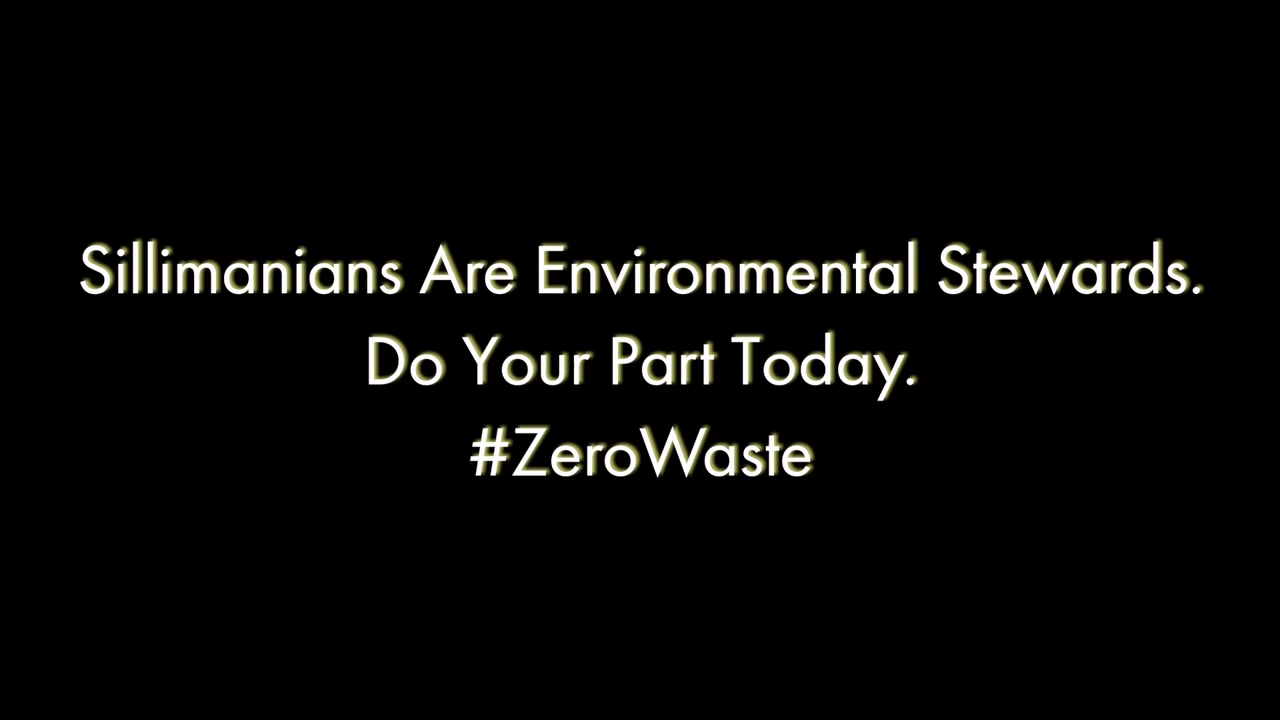 Sillimanians Are Environmental Stewards.
Do Your Part Today.
#ZeroWaste